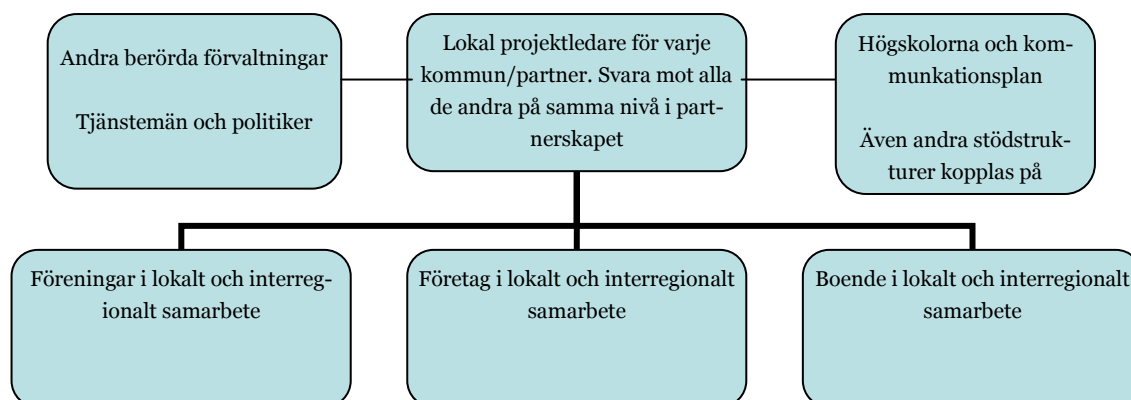 Andra berörda förvaltningar
Tjänstemän och politiker
Lokal projektledare för varje
kommun/partner. Svara mot alla
de andra på samma nivå i part-
nerskapet
Högskolorna och kom-
munkationsplan
Även andra stödstruk-
turer kopplas på
Föreningar i lokalt och interreg-
ionalt samarbete
Företag i lokalt och interregionalt
samarbete
Boende i lokalt och interregionalt
samarbete